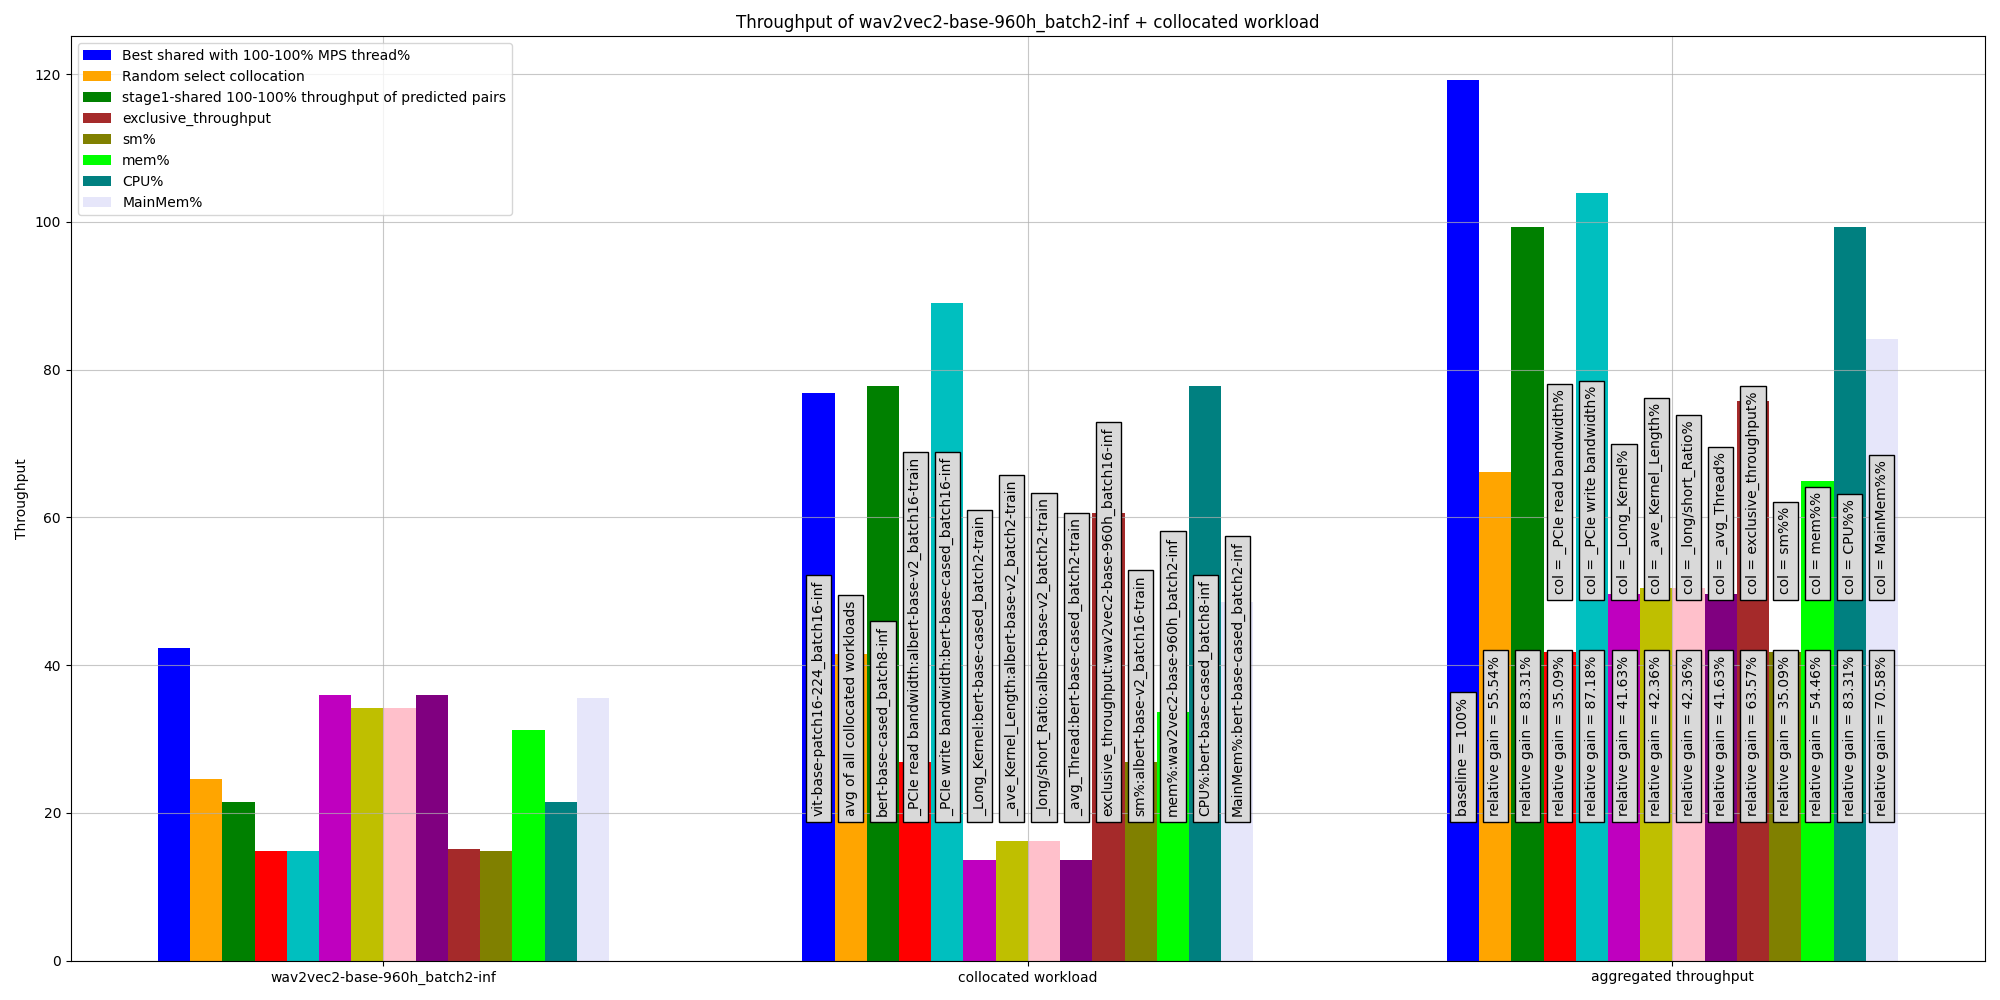 Throughput of wav2vec2-base-960h_batch2-inf + collocated workload
Best shared with 100-100% MPS thread%
Random select collocation
stage1-shared 100-100% throughput of predicted pairs
exclusive_throughput
sm%
mem%
CPU%
MainMem%
Throughput
120
100
80
60
40
20
0
vit-base-patch16-224_batch16-inf
avg of all collocated workloads
bert-base-cased_batch8-inf
_PCIe read bandwidth:albert-base-v2_batch16-train
_PCIe write bandwidth:bert-base-cased_batch16-inf
_Long_Kernel:bert-base-cased_batch2-train
_ave_Kernel_Length:albert-base-v2_batch2-train
_long/short_Ratio:albert-base-v2_batch2-train
_avg_Thread:bert-base-cased_batch2-train
exclusive_throughput:wav2vec2-base-960h_batch16-inf
sm%:albert-base-v2_batch16-train
mem%:wav2vec2-base-960h_batch2-inf
CPU%:bert-base-cased_batch8-inf
MainMem%:bert-base-cased_batch2-inf
col = _PCIe read bandwidth%
col = _PCIe write bandwidth%
col = _Long_Kernel%
col = _ave_Kernel_Length%
col = _long/short_Ratio%
col = _avg_Thread%
col = exclusive_throughput%
col = sm%%
col = mem%%
col = CPU%%
col = MainMem%%
baseline = 100%
relative gain = 55.54%
relative gain = 83.31%
relative gain = 35.09%
relative gain = 87.18%
relative gain = 41.63%
relative gain = 42.36%
relative gain = 42.36%
relative gain = 41.63%
relative gain = 63.57%
relative gain = 35.09%
relative gain = 54.46%
relative gain = 83.31%
relative gain = 70.58%
wav2vec2-base-960h_batch2-inf
collocated workload
aggregated throughput